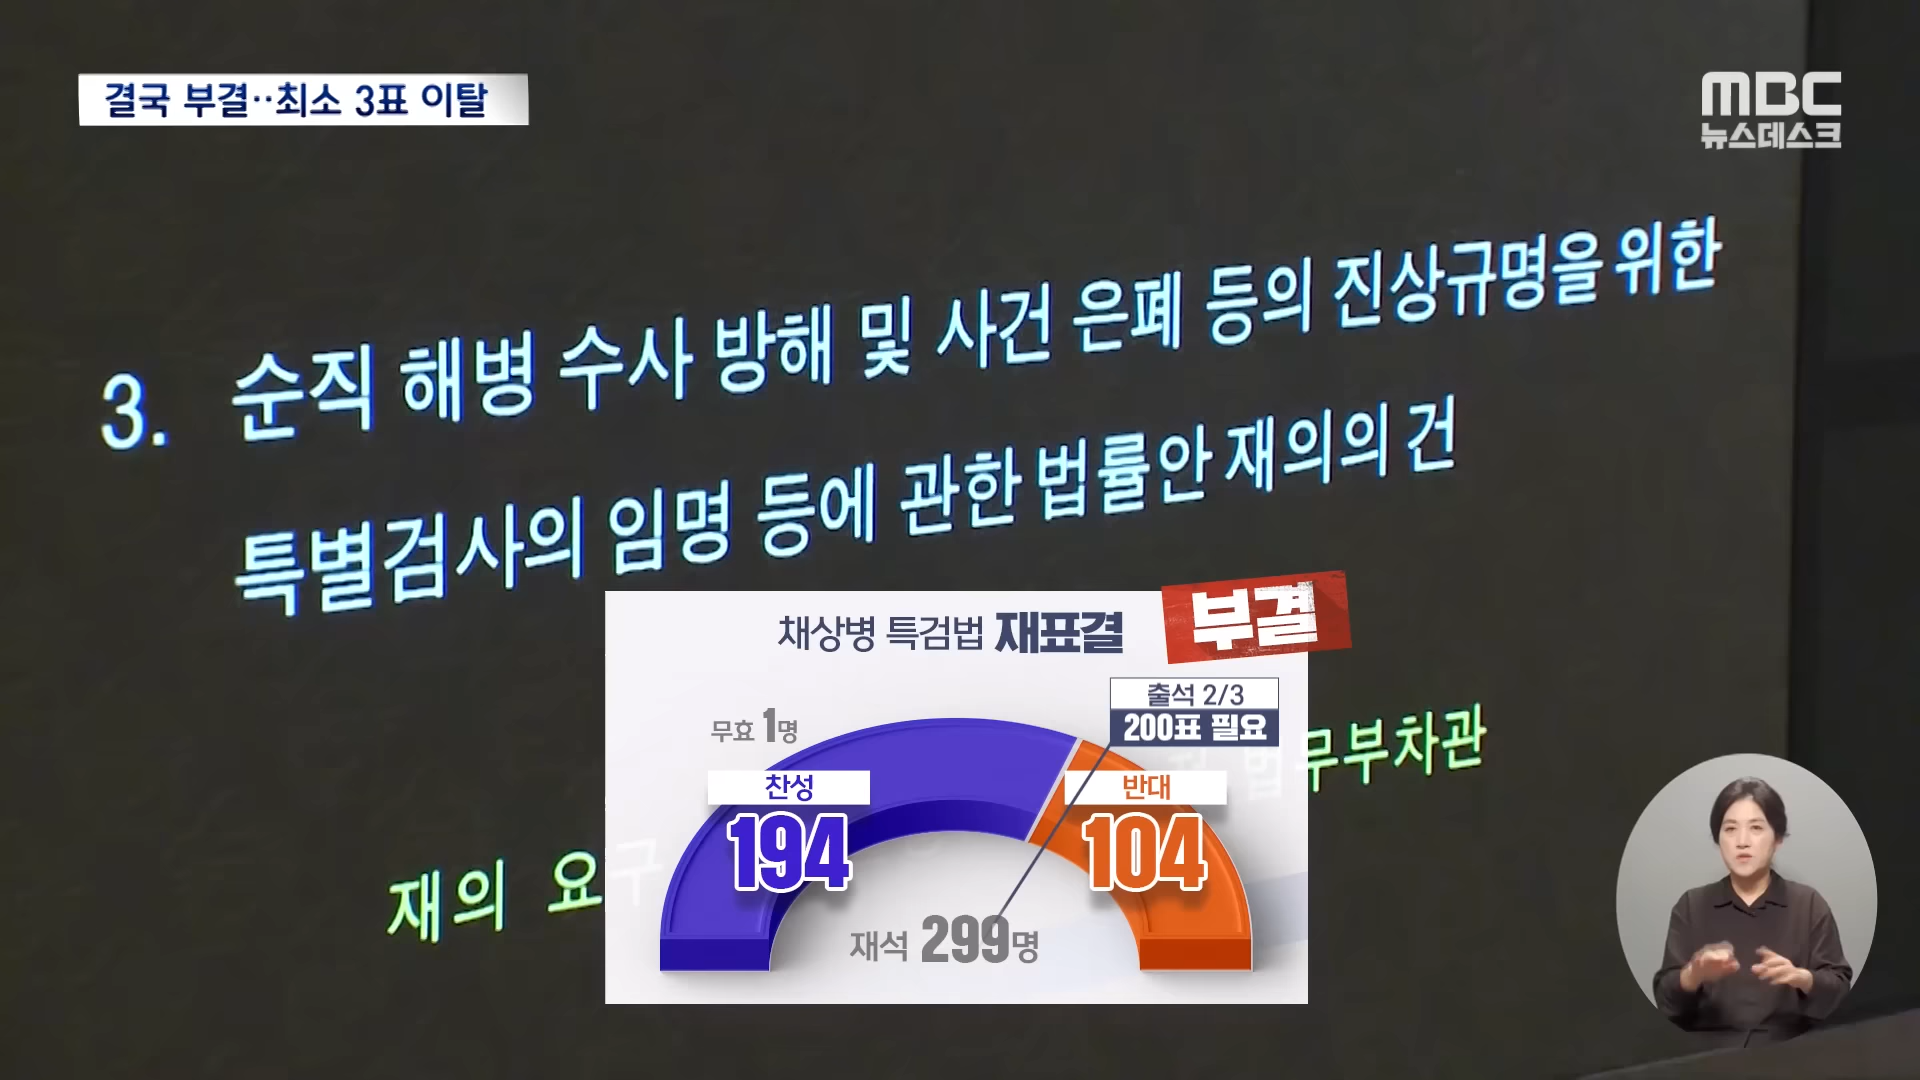 결국 부결··최소 3표 이탈
MBC
뉴스데스크
3. 순직 해병 수사 방해 및 사건 은폐 등의 진상규명을 위한
특별검사의 임명 등에 관한 법률안 재의의 건
법무부차관
재의 요구
채상병 특검법 재표결
부결
출석 2/3
200표 필요
무효 1명
찬성
194
반대
104
재석 299명